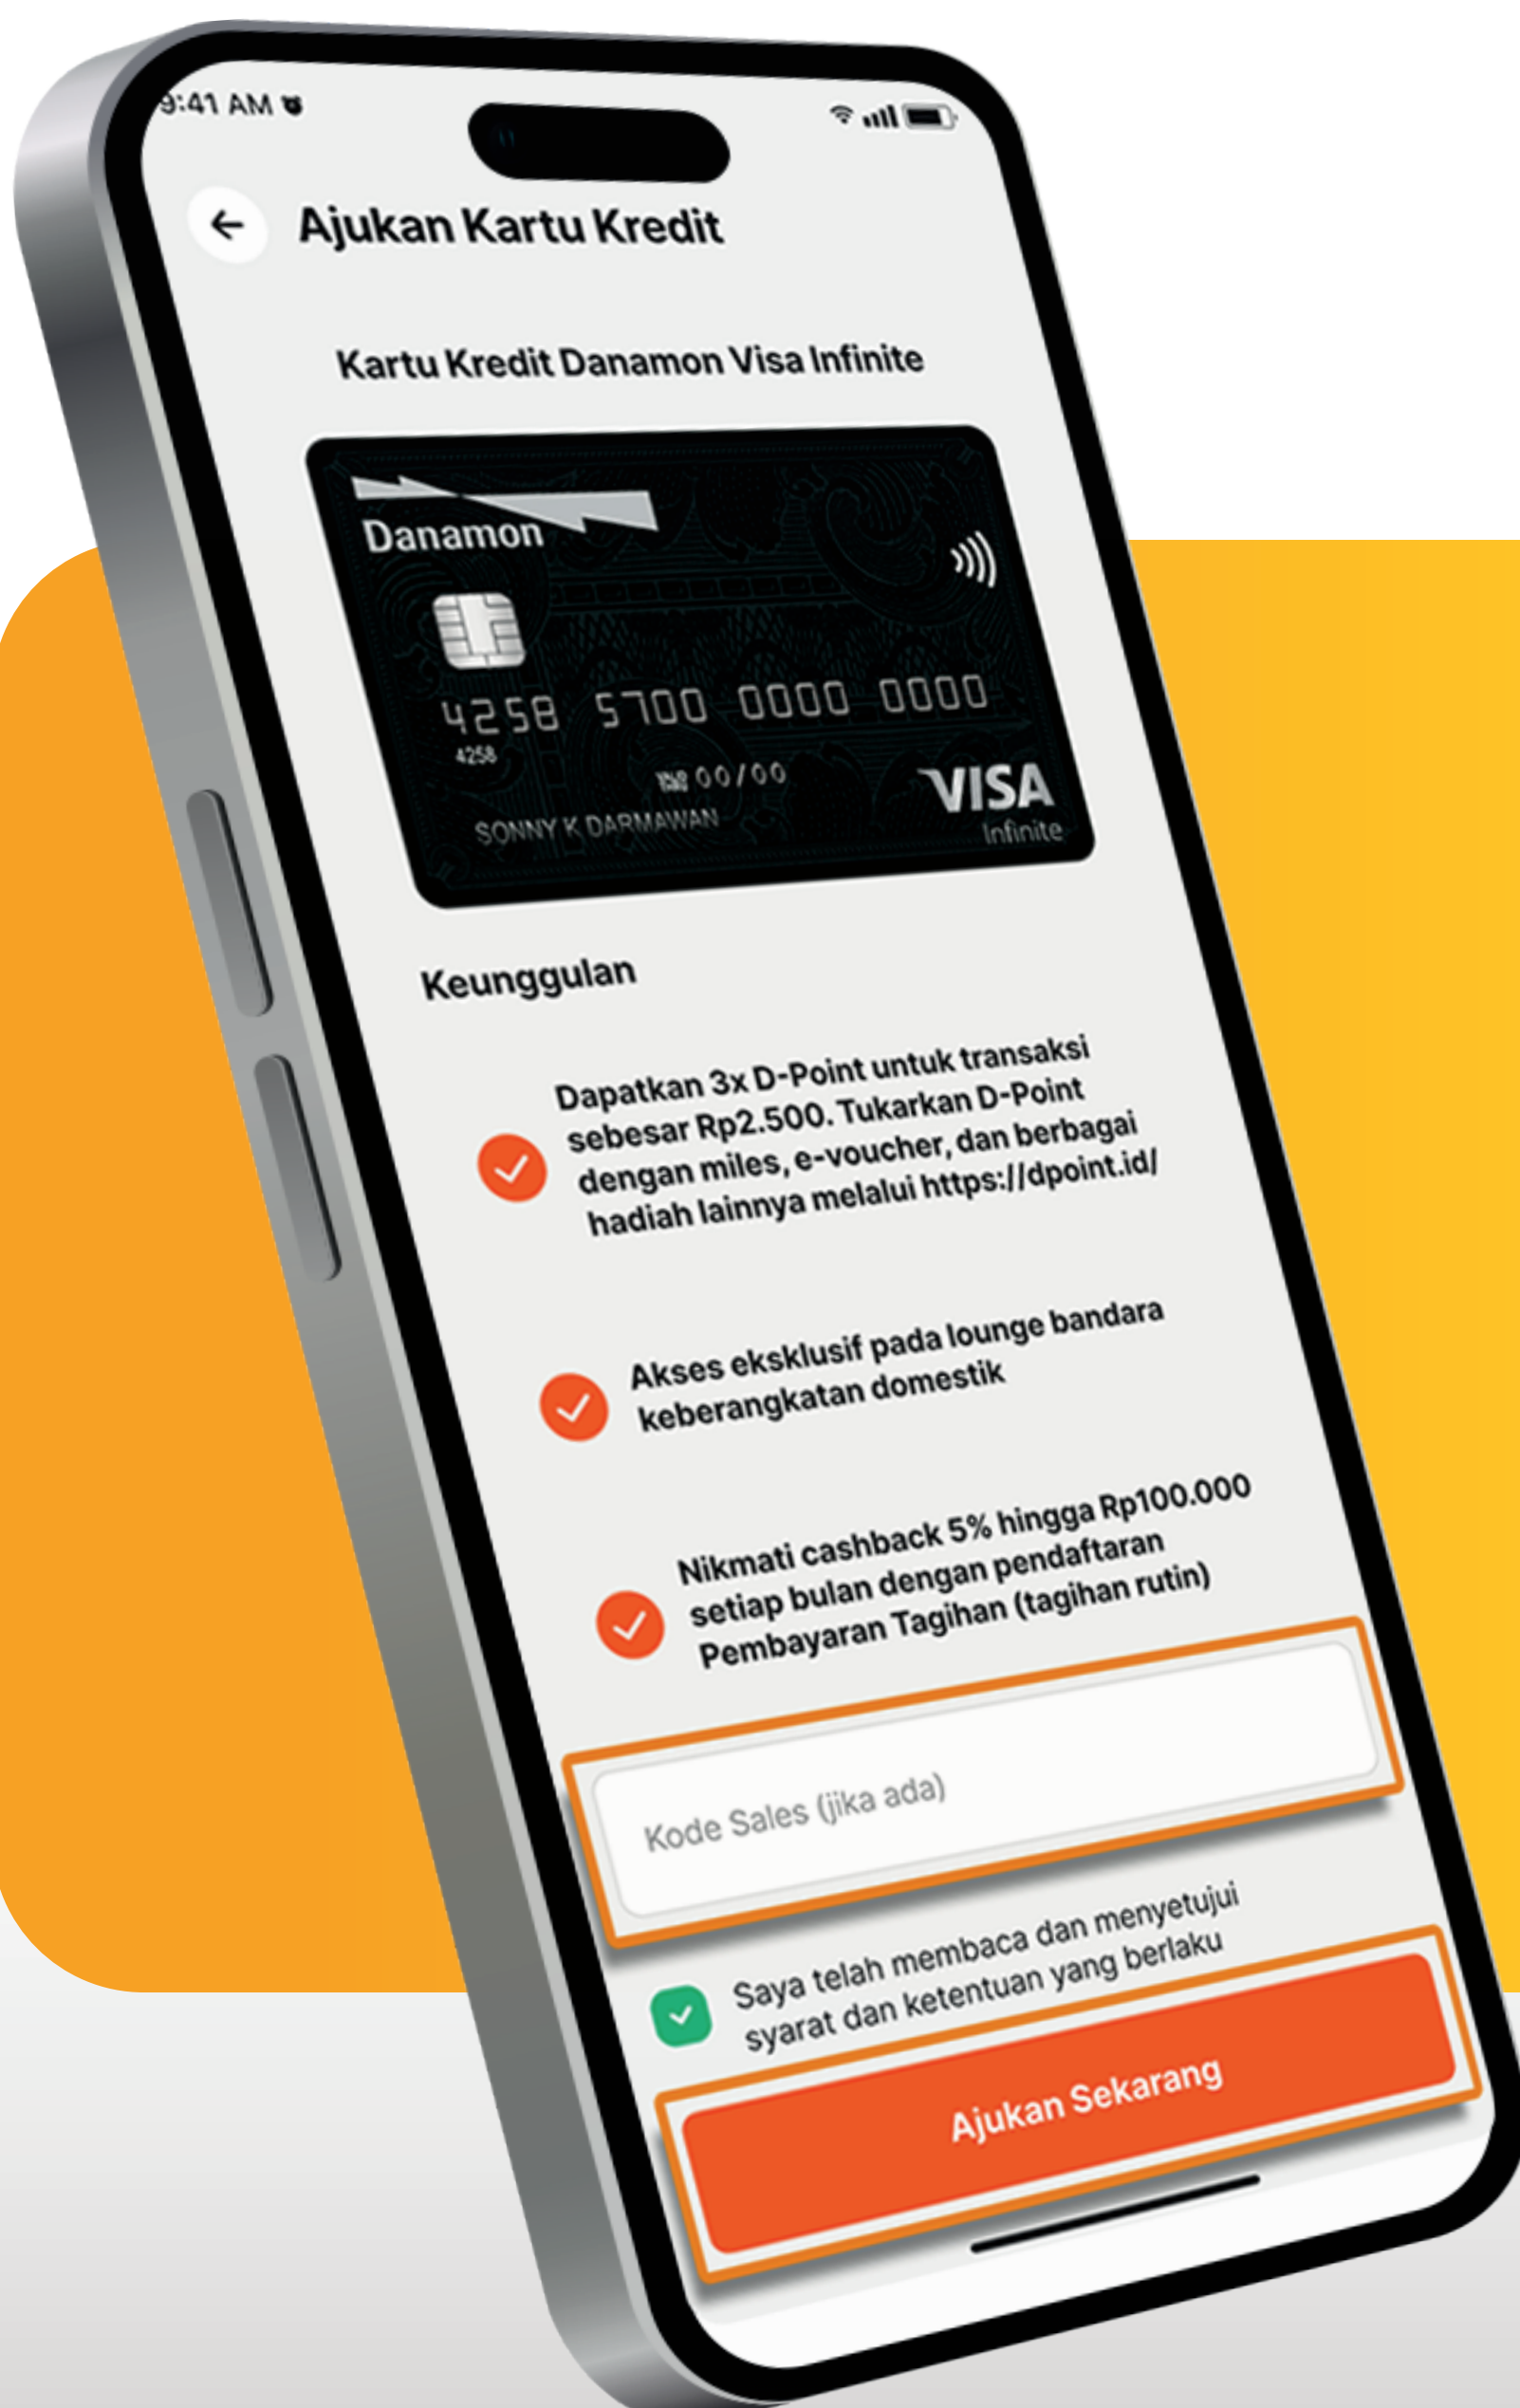 9:41 AM
Ajukan Kartu Kredit
Kartu Kredit Danamon Visa Infinite
Danamon
4258 5700 0000 0000
4258
00/00
SONNY K DARMAWAN
VISA
Infinite
Keunggulan
Dapatkan 3x D-Point untuk transaksi
sebesar Rp2.500. Tukarkan D-Point
dengan miles, e-voucher, dan berbagai
hadiah lainnya melalui https://dpoint.id/
Akses eksklusif pada lounge bandara
keberangkatan domestik
Nikmati cashback 5% hingga Rp100.000
setiap bulan dengan pendaftaran
Pembayaran Tagihan (tagihan rutin)
Kode Sales (jika ada)
Saya telah membaca dan menyetujui
syarat dan ketentuan yang berlaku
Ajukan Sekarang